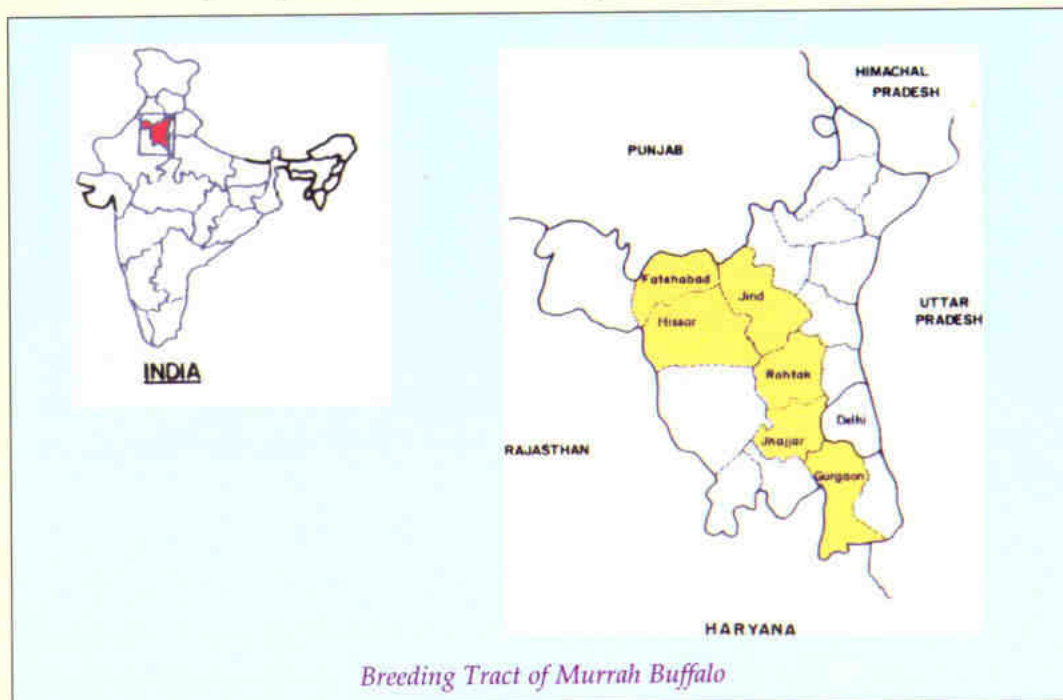 INDIA
HIMACHAL
PRADESH
PUNJAB
Fatehabad
Jind
Hissar
UTTAR
PRADESH
Rohtak
Delhi
Jhajjar
RAJASTHAN
Gurgaon
HARYANA
Breeding Tract of Murrah Buffalo